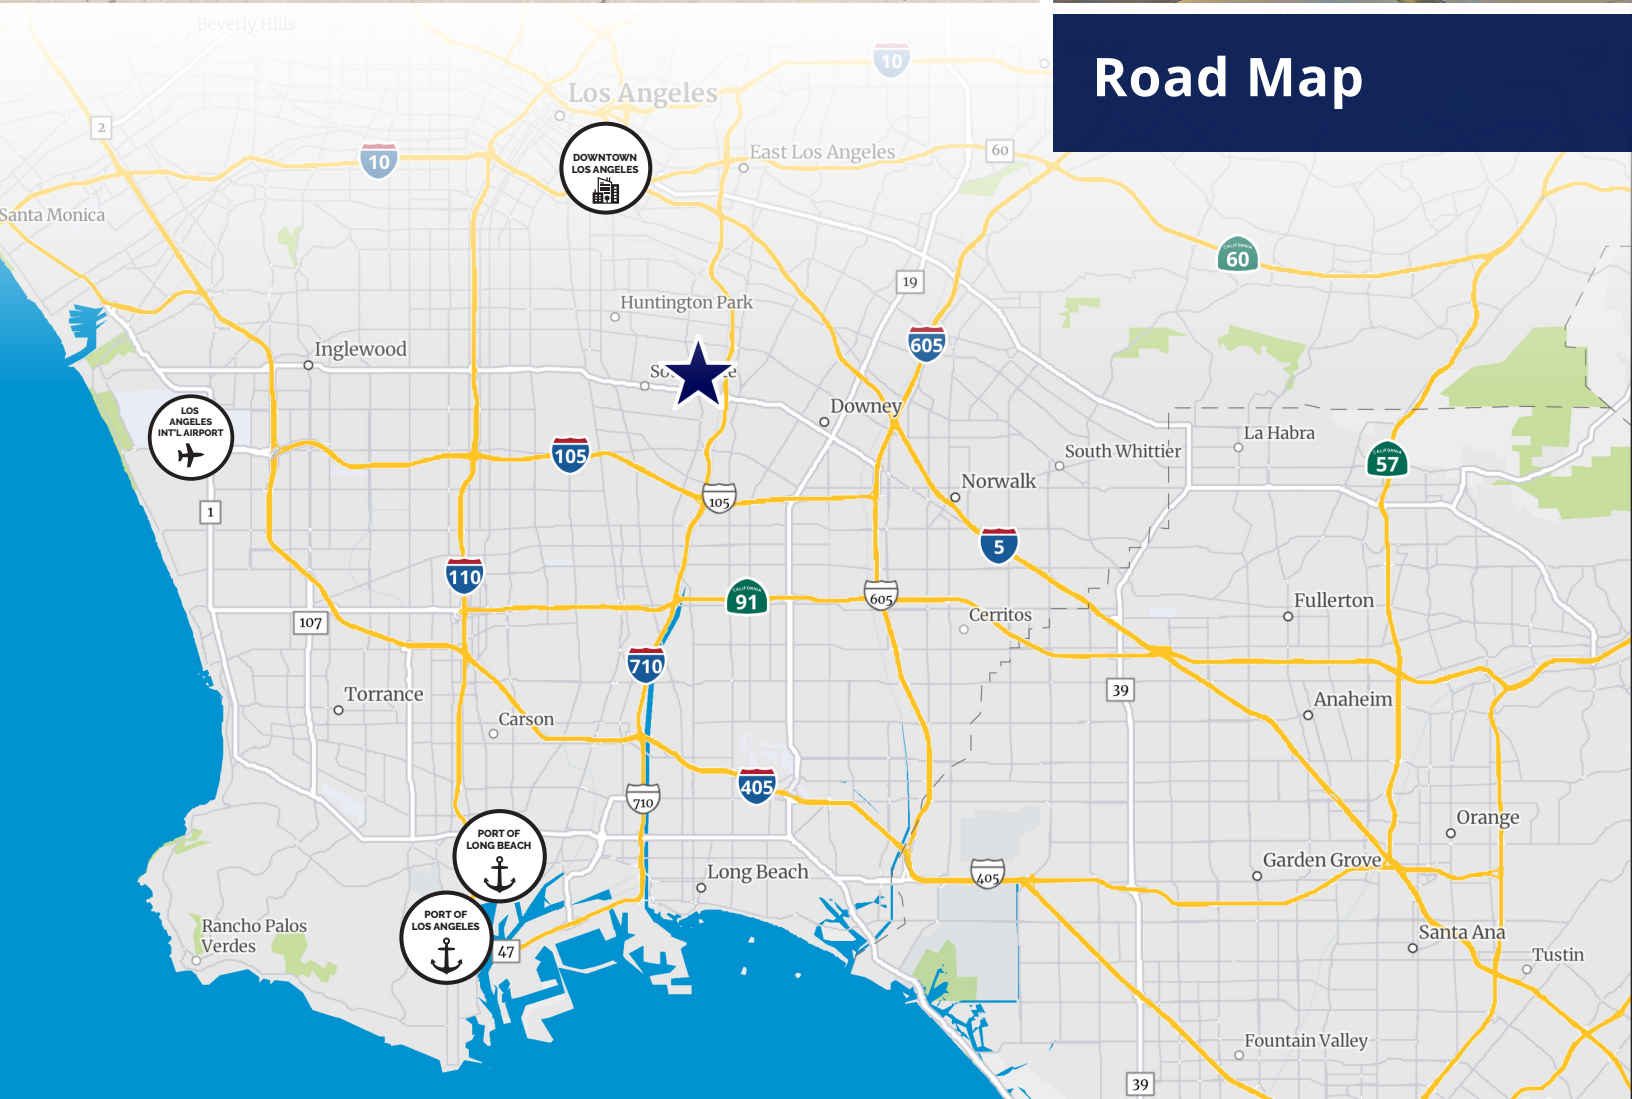 Beverly Hills
10
Road Map
Los Angeles
2
DOWNTOWN
LOS ANGELES
10
East Los Angeles
60
Santa Monica
CALIFORNIA
60
19
Huntington Park
605
Inglewood
Downey
LOS
ANGELES
INT'L AIRPORT
La Habra
South Whittier
CALIFORNIA
57
105
Norwalk
105
1
5
110
CALIFORNIA
91
605
Fullerton
Cerritos
107
710
39
Torrance
Anaheim
Carson
405
710
Orange
PORT OF
LONG BEACH
Garden Grove
Long Beach
405
PORT OF
LOS ANGELES
Rancho Palos
Verdes
47
Santa Ana
Tustin
Fountain Valley
39